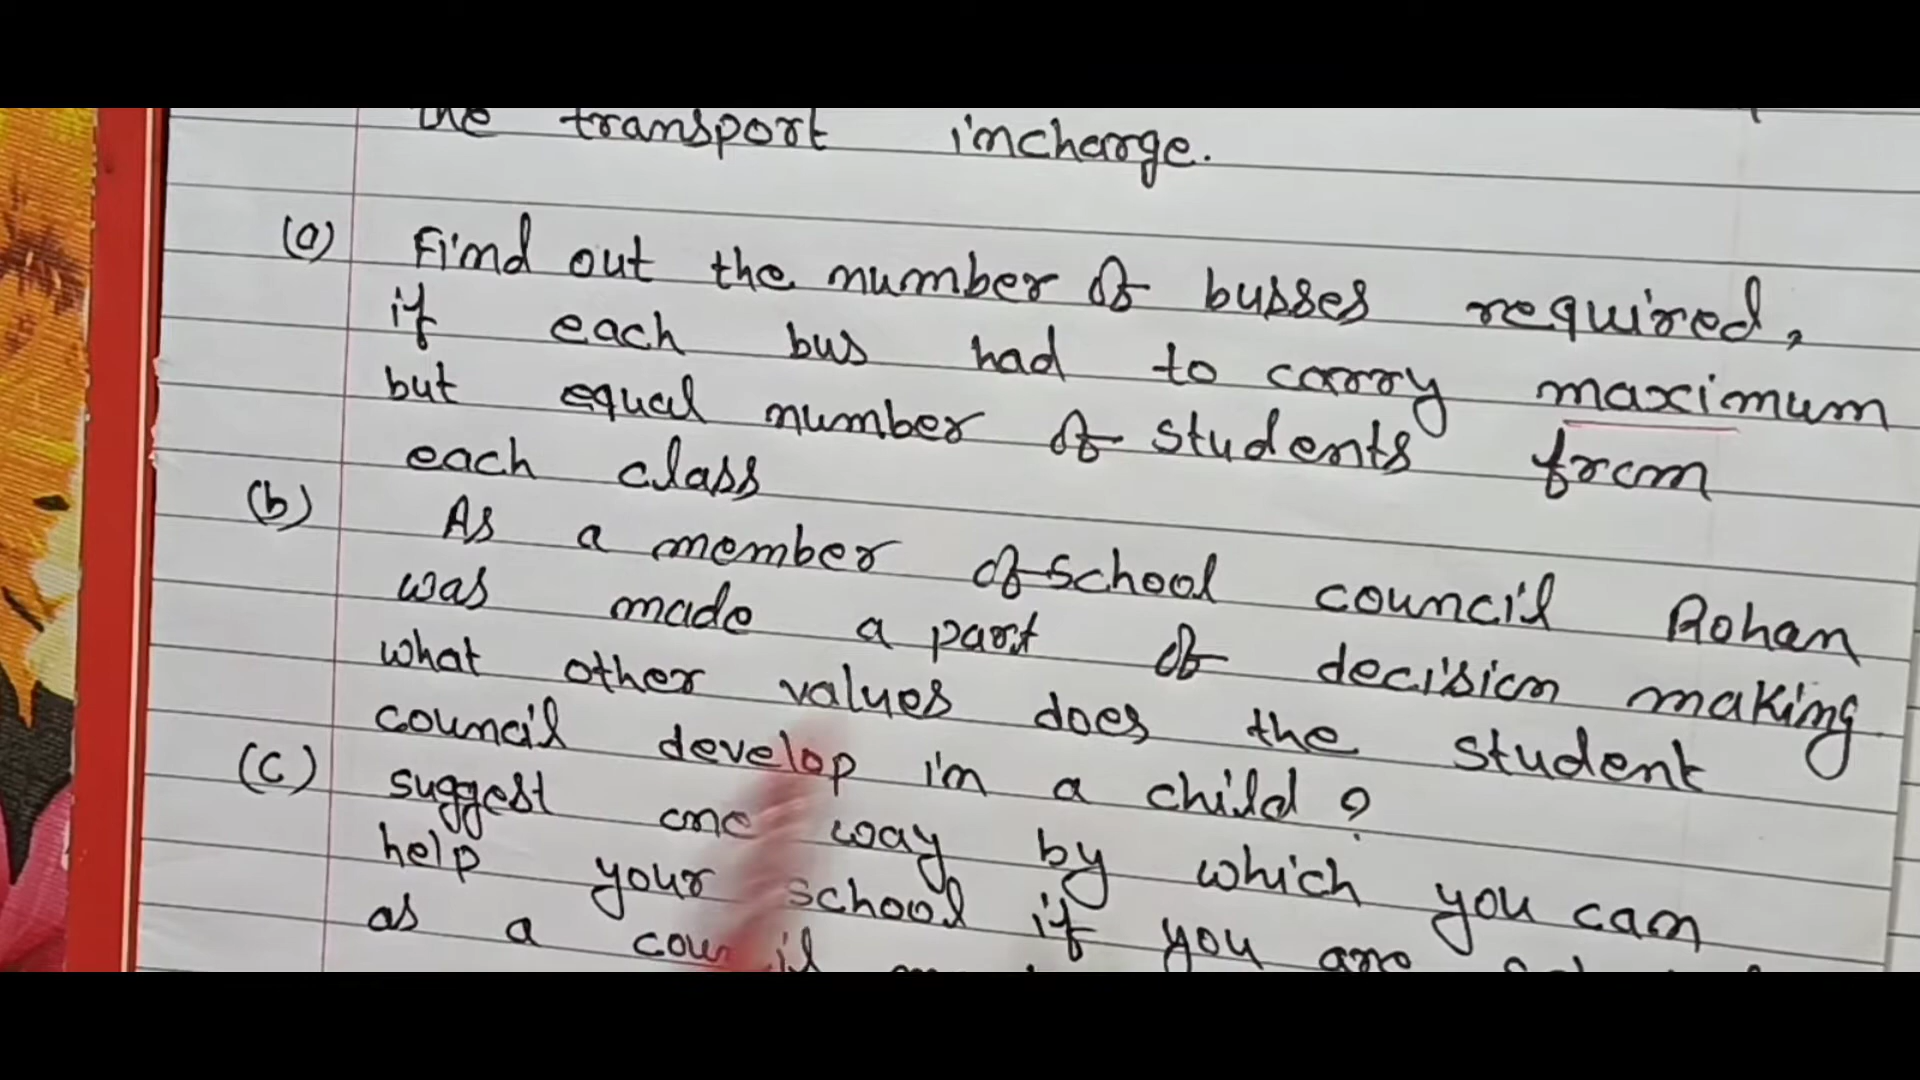 the transport incharge.
(a) Find out the number of busses required,
if each bus had to carry maximum
but equal number of students from
each class
(b) As a member of school council Rohan
was made a part of decision making
what other values does the student
council develop in a child ?
(c) suggest one way by which you can
help your school if you are
as a council